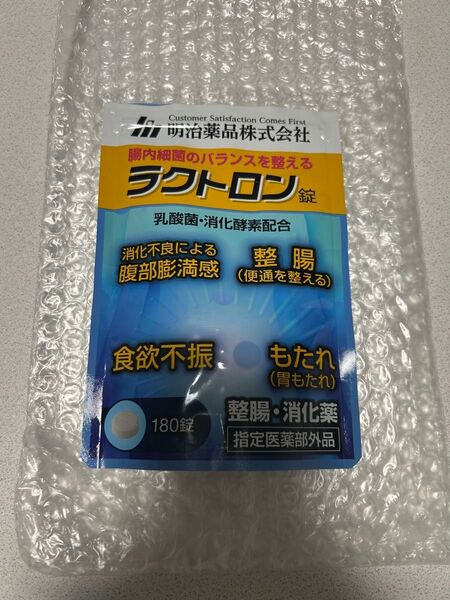 Customer Satisfaction Comes First
明治薬品株式会社
腸内細菌のバランスを整える
ラクトロン錠
乳酸菌・消化酵素配合
消化不良による
腹部膨満感
整腸
(便通を整える)
食欲不振
もたれ
(胃もたれ)
180錠
整腸・消化薬
指定医薬部外品